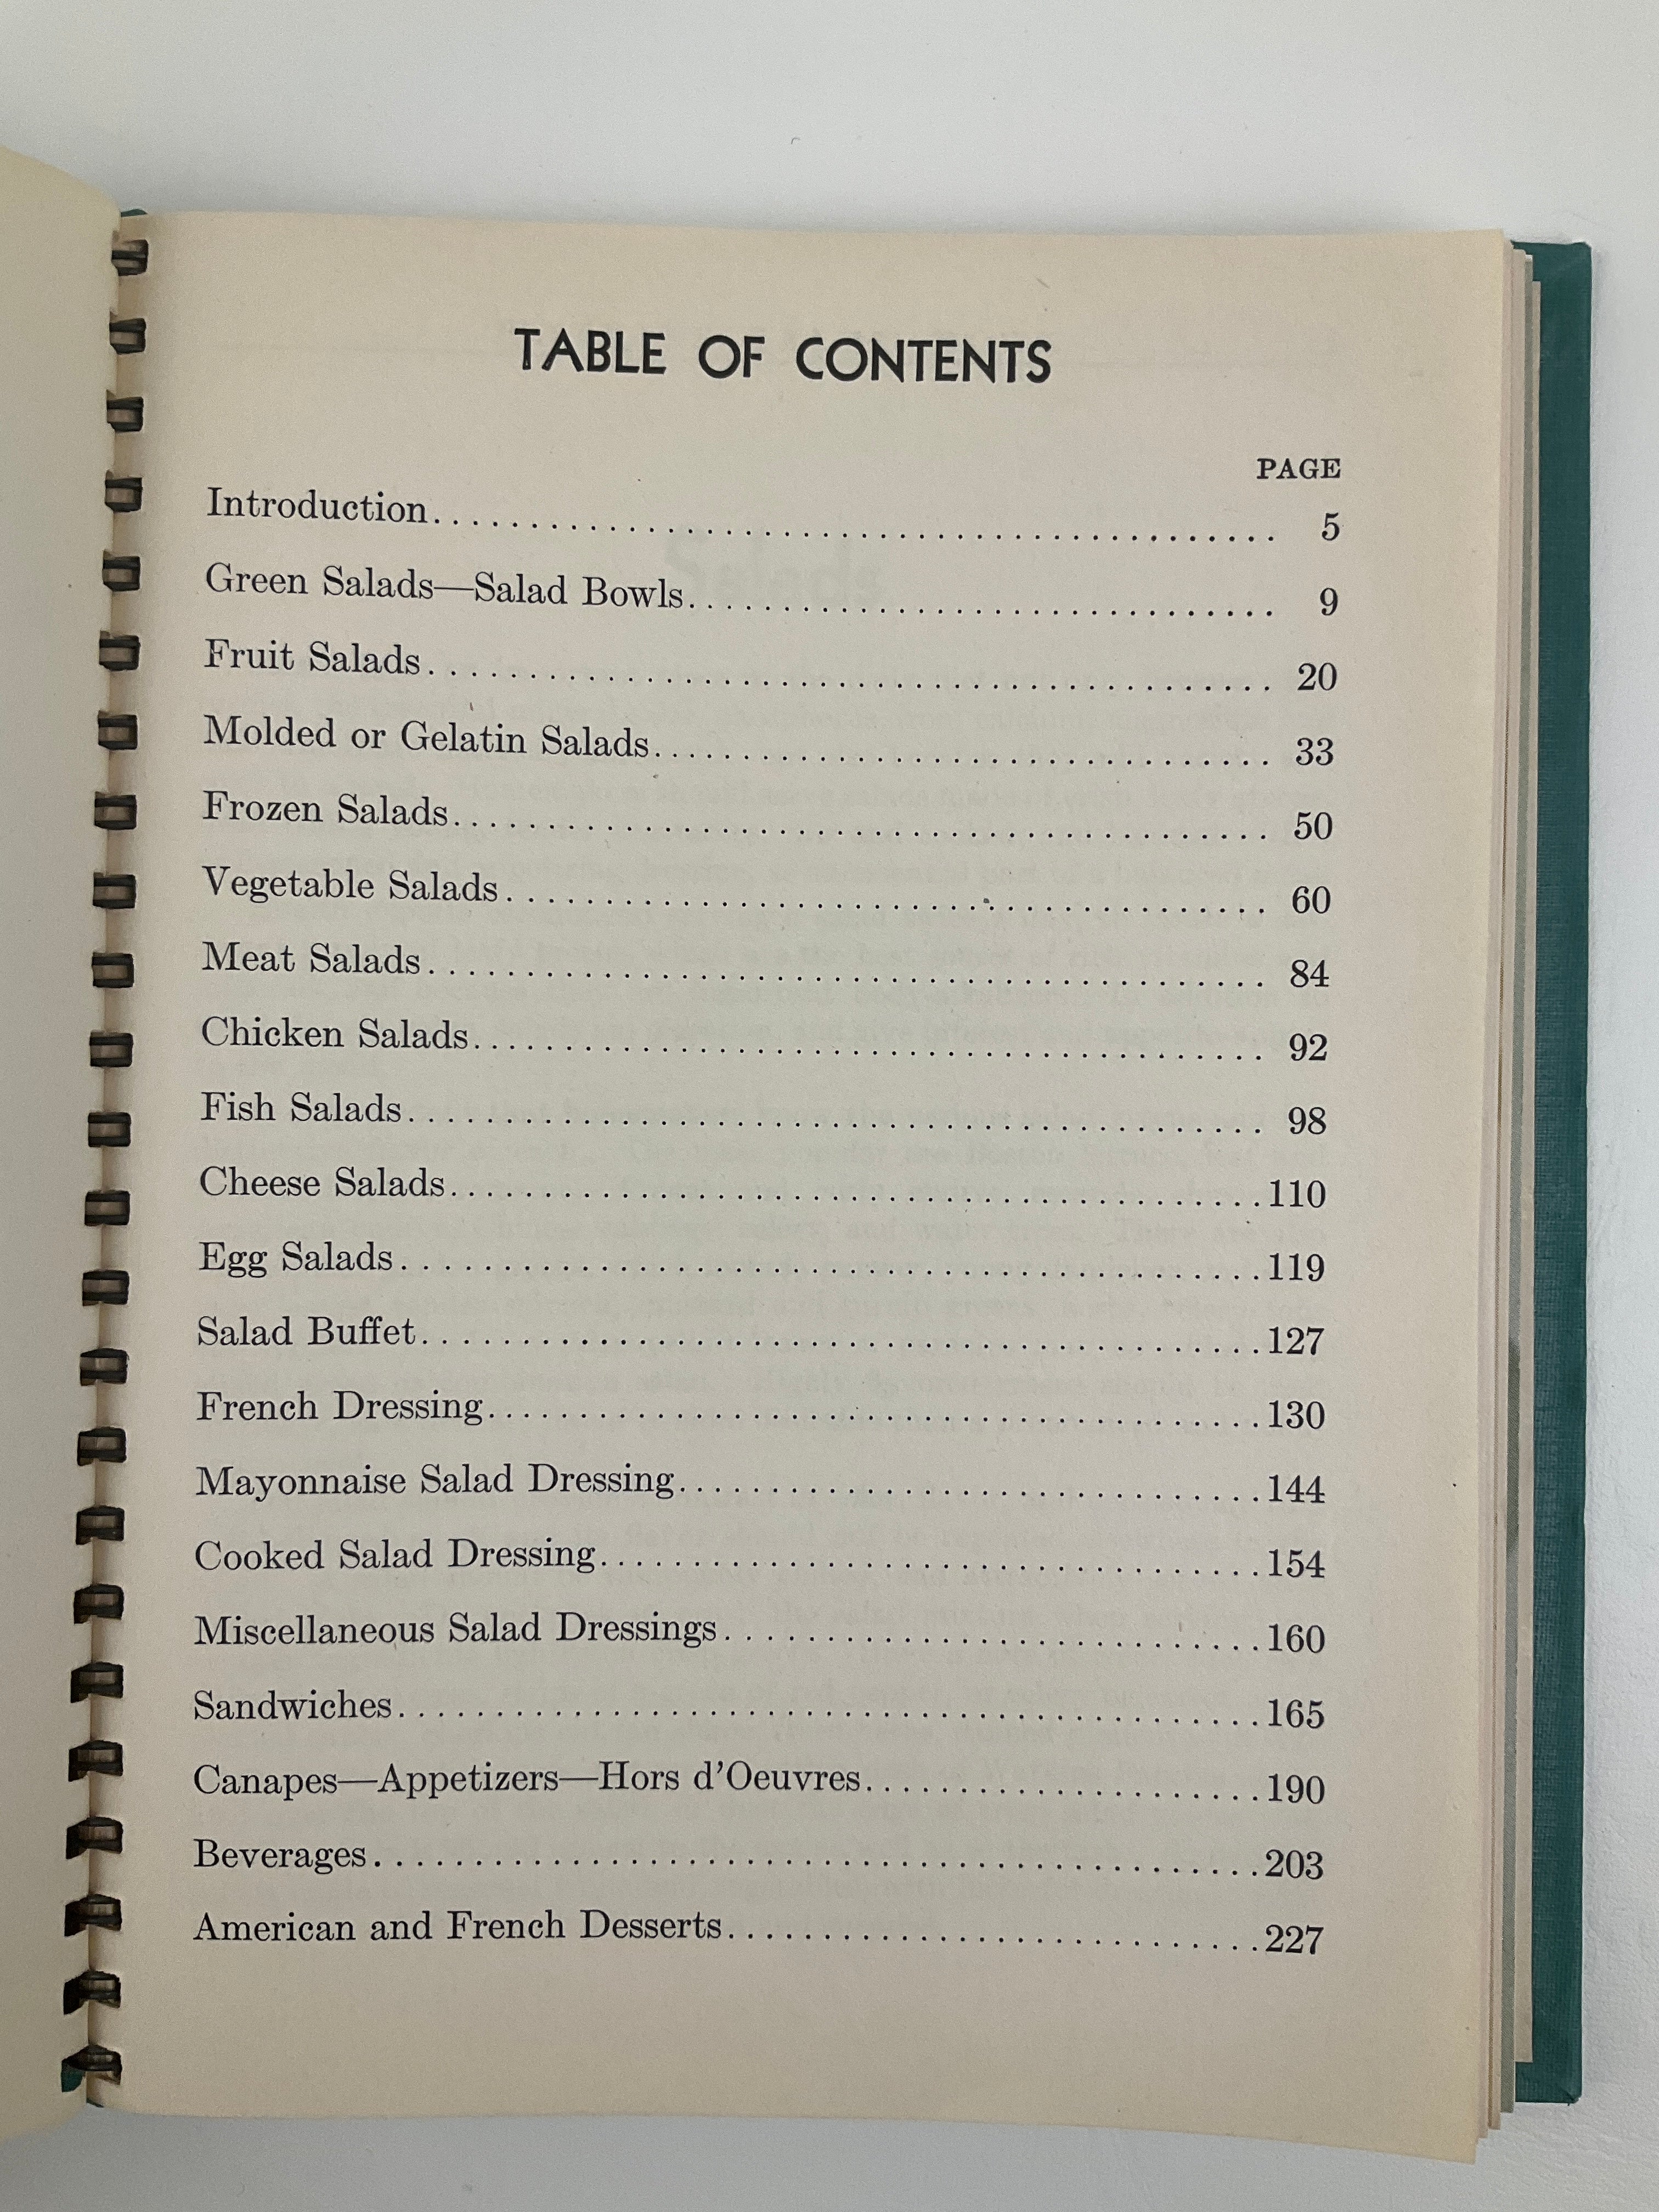 TABLE OF CONTENTS
PAGE
Introduction 5
Green Salads—Salad Bowls 9
Fruit Salads 20
Molded or Gelatin Salads 33
Frozen Salads 50
Vegetable Salads 60
Meat Salads 84
Chicken Salads 92
Fish Salads 98
Cheese Salads 110
Egg Salads 119
Salad Buffet 127
French Dressing 130
Mayonnaise Salad Dressing 144
Cooked Salad Dressing 154
Miscellaneous Salad Dressings 160
Sandwiches 165
Canapes—Appetizers—Hors d'Oeuvres 190
Beverages 203
American and French Desserts 227